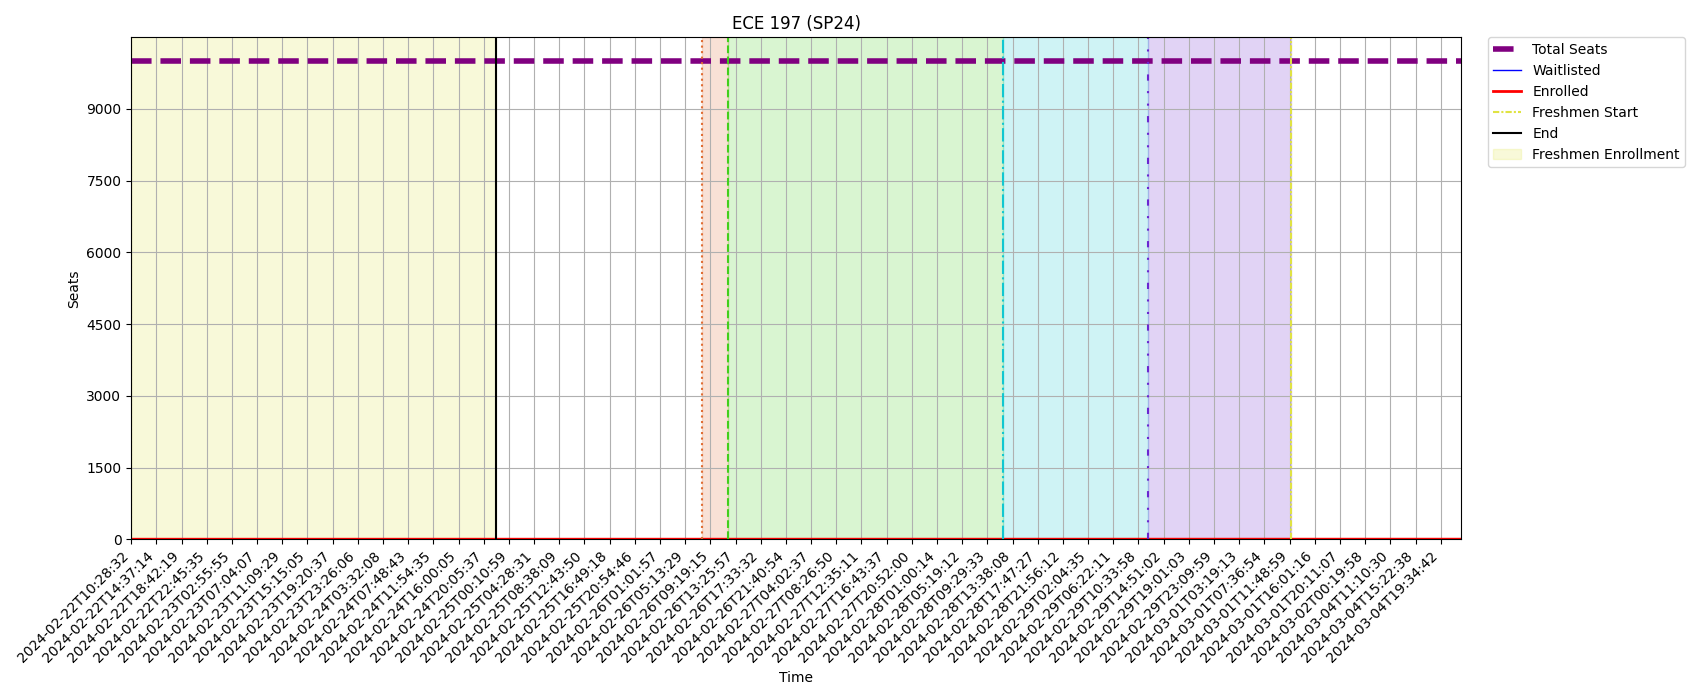 ECE 197 (SP24)
Total Seats
Waitlisted
Enrolled
Freshmen Start
End
Freshmen Enrollment
Seats
9000
7500
6000
4500
3000
1500
0
2024-02-22T10:28:32
2024-02-22T14:37:14
2024-02-22T18:42:19
2024-02-22T22:45:35
2024-02-23T02:55:55
2024-02-23T07:04:07
2024-02-23T11:09:29
2024-02-23T15:15:05
2024-02-23T19:20:37
2024-02-23T23:26:06
2024-02-24T03:32:08
2024-02-24T07:48:43
2024-02-24T11:54:35
2024-02-24T16:00:05
2024-02-24T20:05:37
2024-02-25T00:10:59
2024-02-25T04:28:31
2024-02-25T08:38:09
2024-02-25T12:43:50
2024-02-25T16:49:18
2024-02-25T20:54:46
2024-02-26T01:01:57
2024-02-26T05:13:29
2024-02-26T09:19:15
2024-02-26T13:25:57
2024-02-26T17:33:32
2024-02-26T21:40:54
2024-02-27T04:02:37
2024-02-27T08:26:50
2024-02-27T12:35:11
2024-02-27T16:43:37
2024-02-27T20:52:00
2024-02-28T01:00:14
2024-02-28T05:19:12
2024-02-28T09:29:33
2024-02-28T13:38:08
2024-02-28T17:47:27
2024-02-28T21:56:12
2024-02-29T02:04:35
2024-02-29T06:22:11
2024-02-29T10:33:58
2024-02-29T14:51:02
2024-02-29T19:01:03
2024-02-29T23:09:59
2024-03-01T03:19:13
2024-03-01T07:36:54
2024-03-01T11:48:59
2024-03-01T16:01:16
2024-03-01T20:11:07
2024-03-02T00:19:58
2024-03-04T11:10:30
2024-03-04T15:22:38
2024-03-04T19:34:42
Time